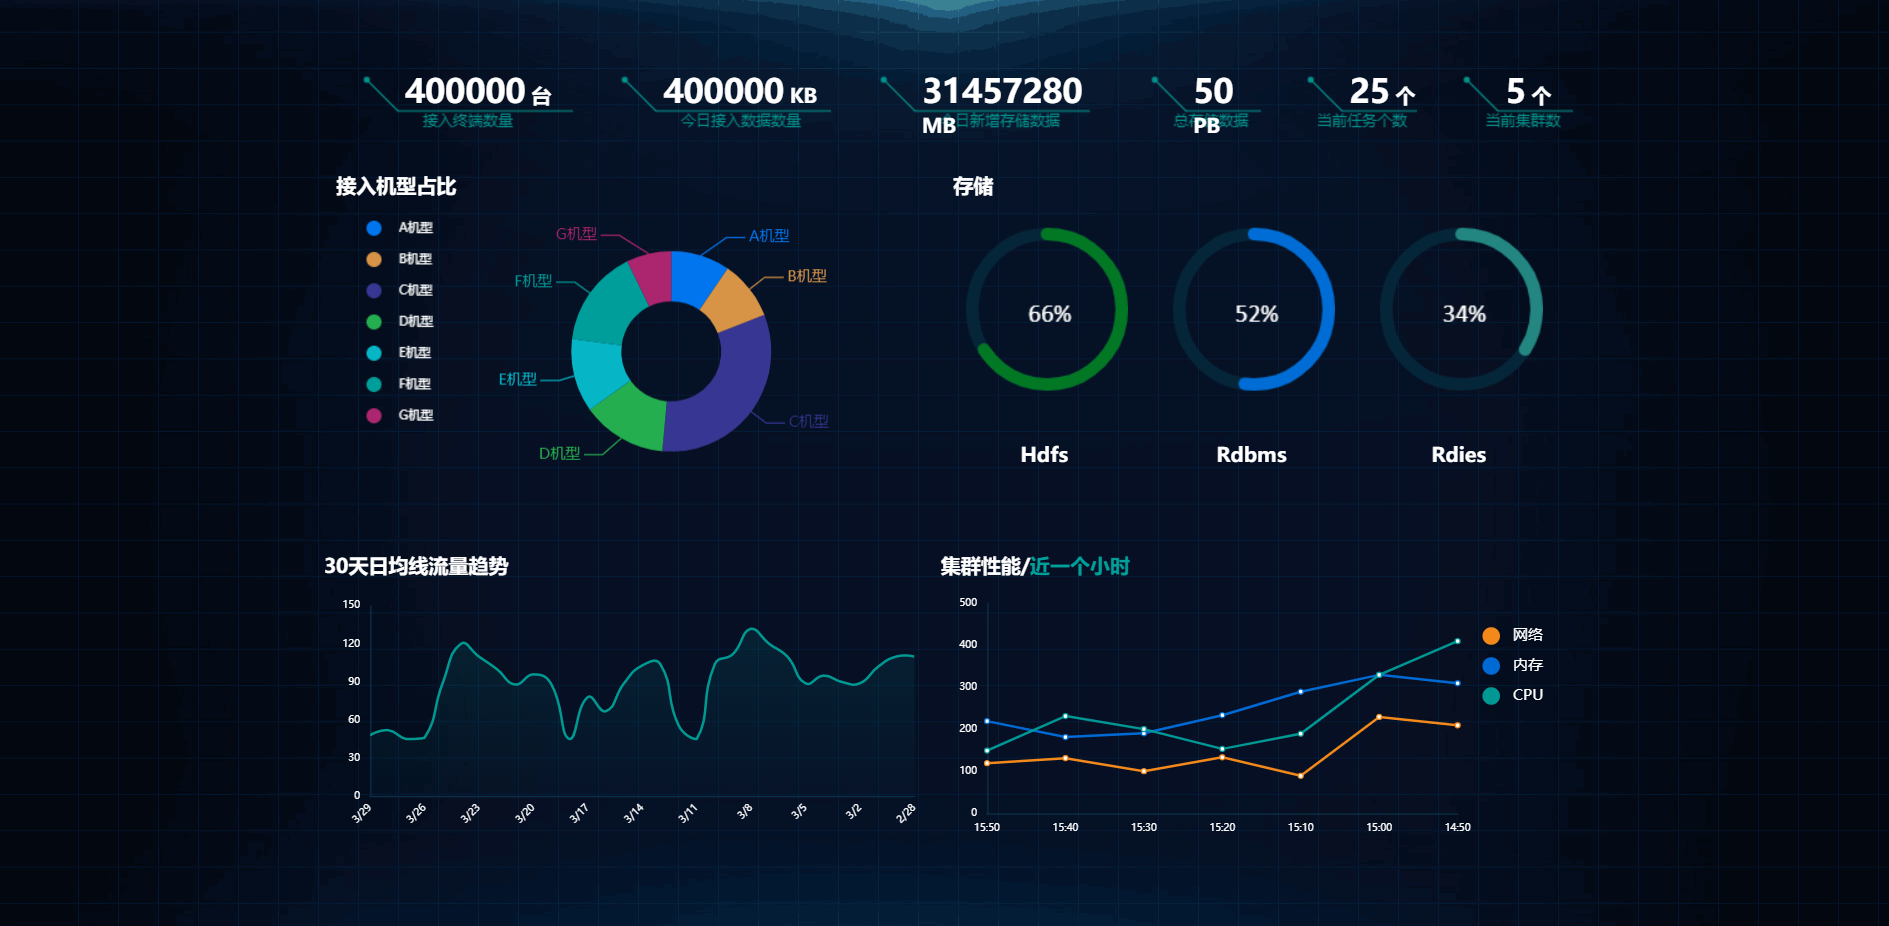 400000 台
接入终端数量
400000 KB
今日接入数据数量
31457280
MB
今日新增存储数据
50
PB
总存储数据
25 个
当前任务个数
5 个
当前集群数
接入机型占比
A机型
B机型
C机型
D机型
E机型
F机型
G机型
G机型
A机型
F机型
B机型
E机型
C机型
D机型
存储
66%
52%
34%
Hdfs
Rdbms
Rdies
30天日均线流量趋势
150
120
90
60
30
0
3/29
3/26
3/23
3/20
3/17
3/14
3/11
3/8
3/5
3/2
2/28
集群性能/近一个小时
500
400
300
200
100
0
15:50
15:40
15:30
15:20
15:10
15:00
14:50
网络
内存
CPU